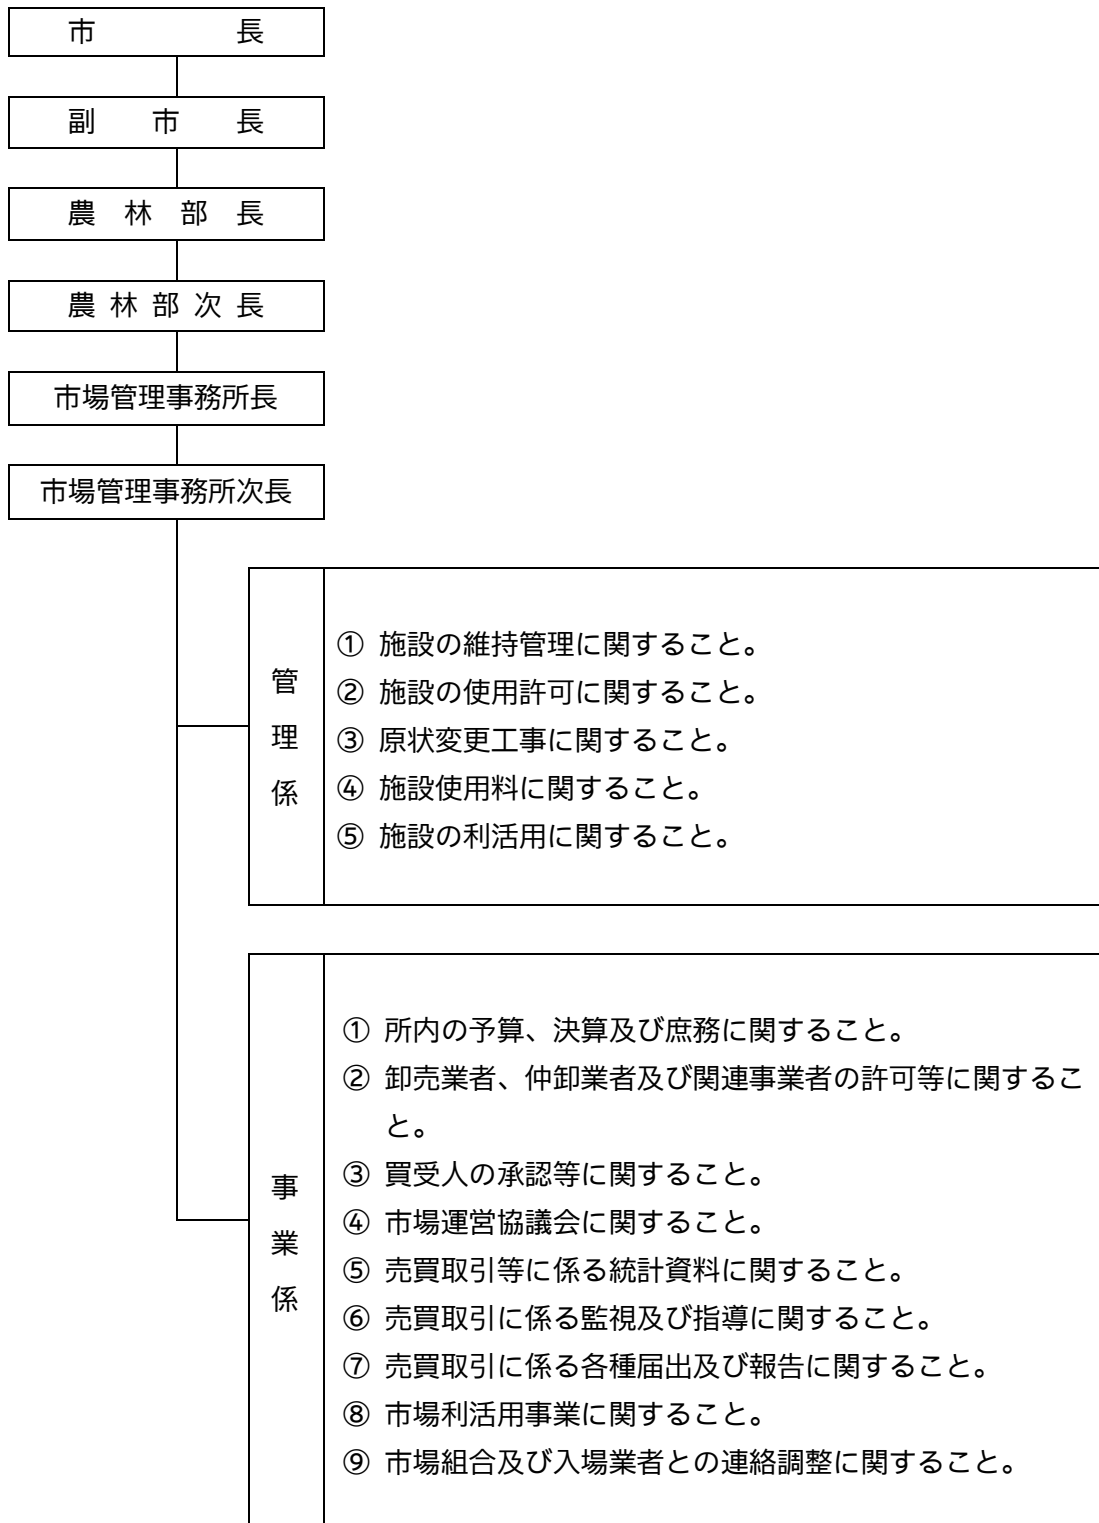 市長
副市長
農林部長
農林部次長
市場管理事務所長
市場管理事務所次長
管理係
① 施設の維持管理に関すること。
② 施設の使用許可に関すること。
③ 原状変更工事に関すること。
④ 施設使用料に関すること。
⑤ 施設の利活用に関すること。
事業係
① 所内の予算、決算及び庶務に関すること。
② 卸売業者、仲卸業者及び関連事業者の許可等に関するこ
と。
③ 買受人の承認等に関すること。
④ 市場運営協議会に関すること。
⑤ 売買取引等に係る統計資料に関すること。
⑥ 売買取引に係る監視及び指導に関すること。
⑦ 売買取引に係る各種届出及び報告に関すること。
⑧ 市場利活用事業に関すること。
⑨ 市場組合及び入場業者との連絡調整に関すること。